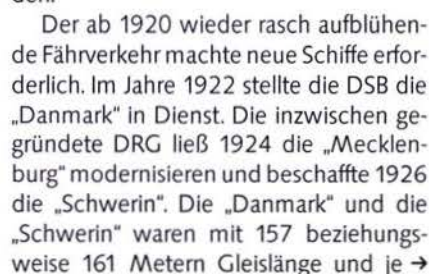 Der ab 1920 wieder rasch aufblühen-
de Fährverkehr machte neue Schiffe erfor-
derlich. Im Jahre 1922 stellte die DSB die
„Danmark“ in Dienst. Die inzwischen ge-
gründete DRG ließ 1924 die „Mecklen-
burg“ modernisieren und beschaffte 1926
die „Schwerin“. Die „Danmark“ und die
„Schwerin“ waren mit 157 beziehungs-
weise 161 Metern Gleislänge und je →